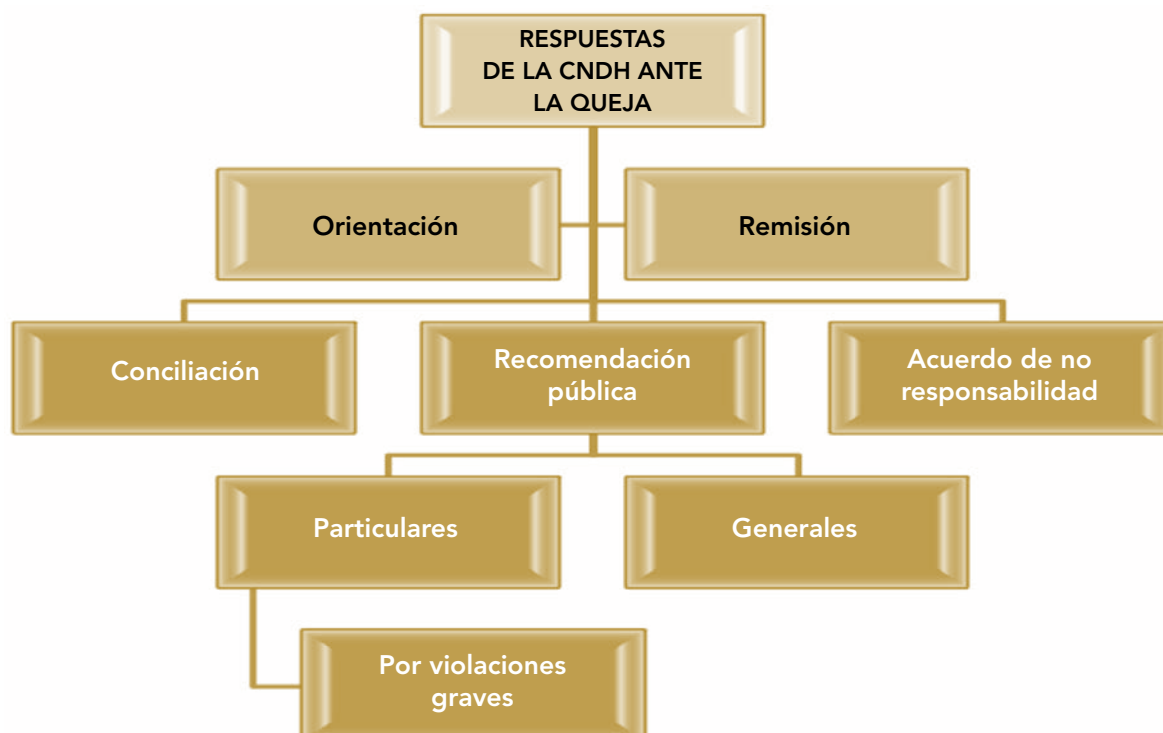 RESPUESTAS
DE LA CNDH ANTE
LA QUEJA
Orientación
Remisión
Conciliación
Recomendación
pública
Acuerdo de no
responsabilidad
Particulares
Generales
Por violaciones
graves